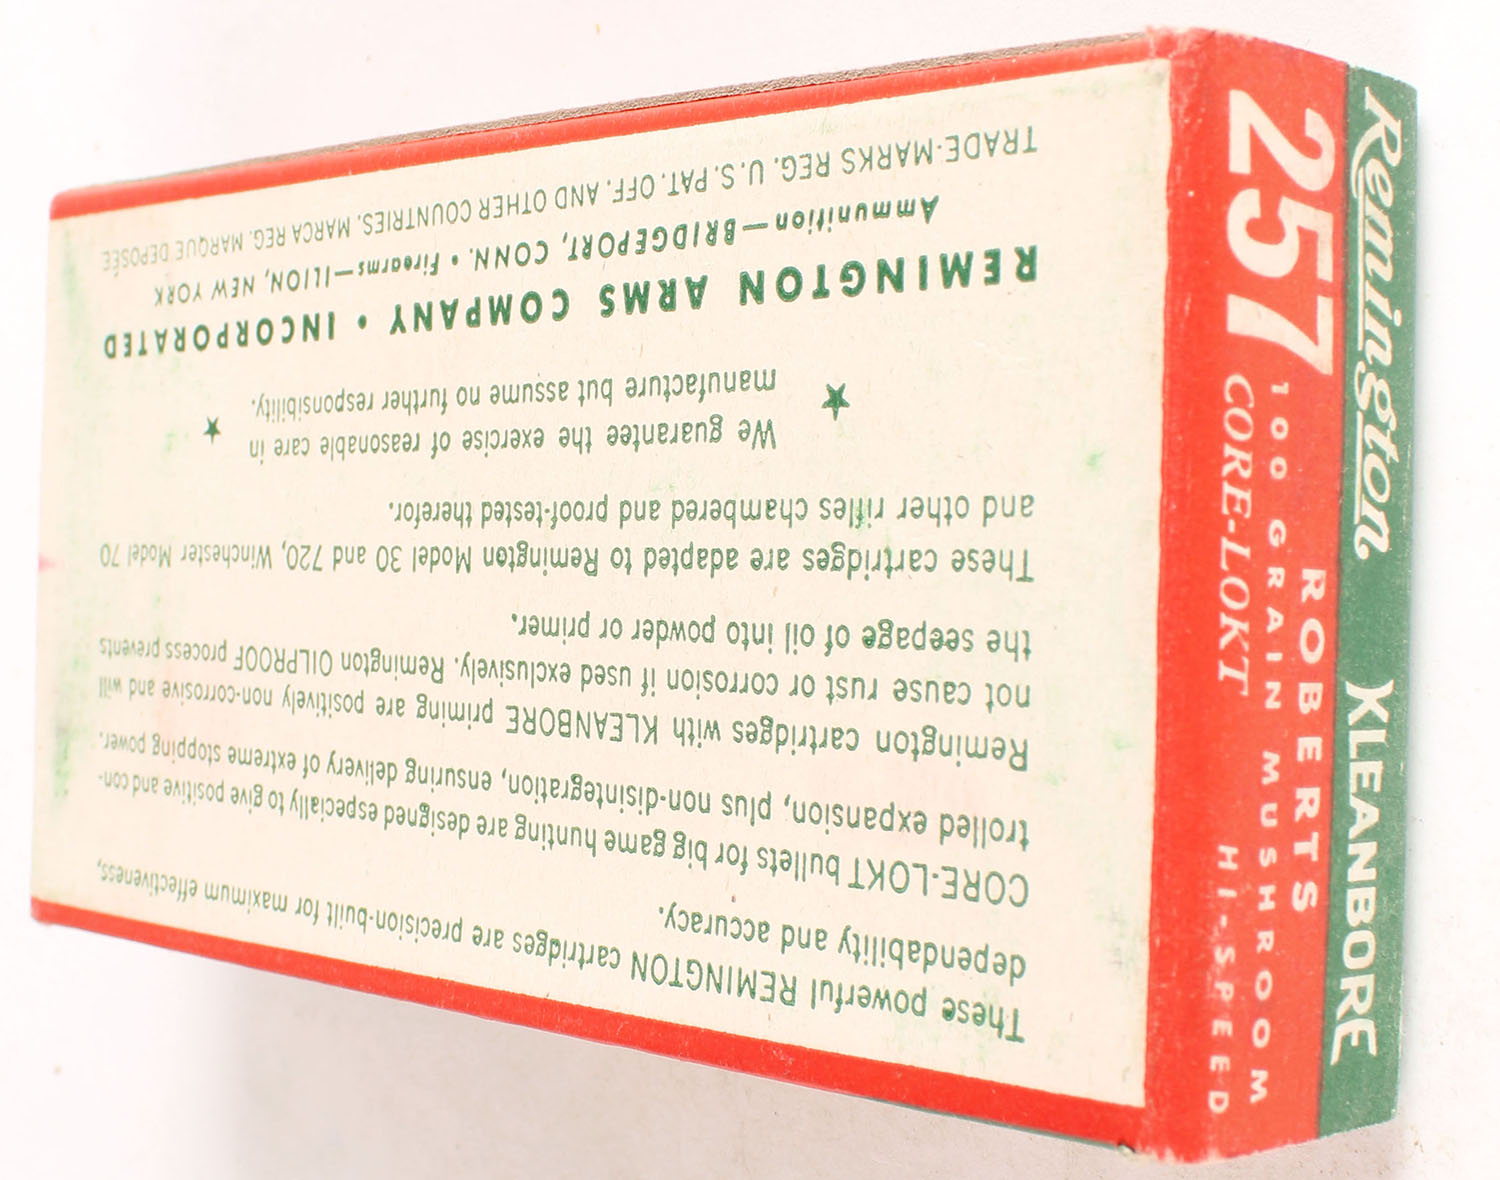 These powerful REMINGTON cartridges are precision-built for maximum effectiveness,
dependability and accuracy.
CORE-LOKT bullets for big game hunting are designed especially to give positive and con-
trolled expansion, plus non-disintegration, ensuring delivery of extreme stopping power.
Remington cartridges with KLEANBORE priming are positively non-corrosive and will
not cause rust or corrosion if used exclusively. Remington OILPROOF process prevents
the seepage of oil into powder or primer.
These cartridges are adapted to Remington Model 30 and 720, Winchester Model 70
and other rifles chambered and proof-tested therefor.
We guarantee the exercise of reasonable care in
manufacture but assume no further responsibility.
REMINGTON ARMS COMPANY • INCORPORATED
Ammunition—BRIDGEPORT, CONN. • Firearms—ILION, NEW YORK
TRADE-MARKS REG. U.S. PAT. OFF. AND OTHER COUNTRIES. MARCA REG. MARQUE DEPOSÉE
Remington KLEANBORE
257 ROBERTS
100 GRAIN MUSHROOM
CORE-LOKT HI-SPEED